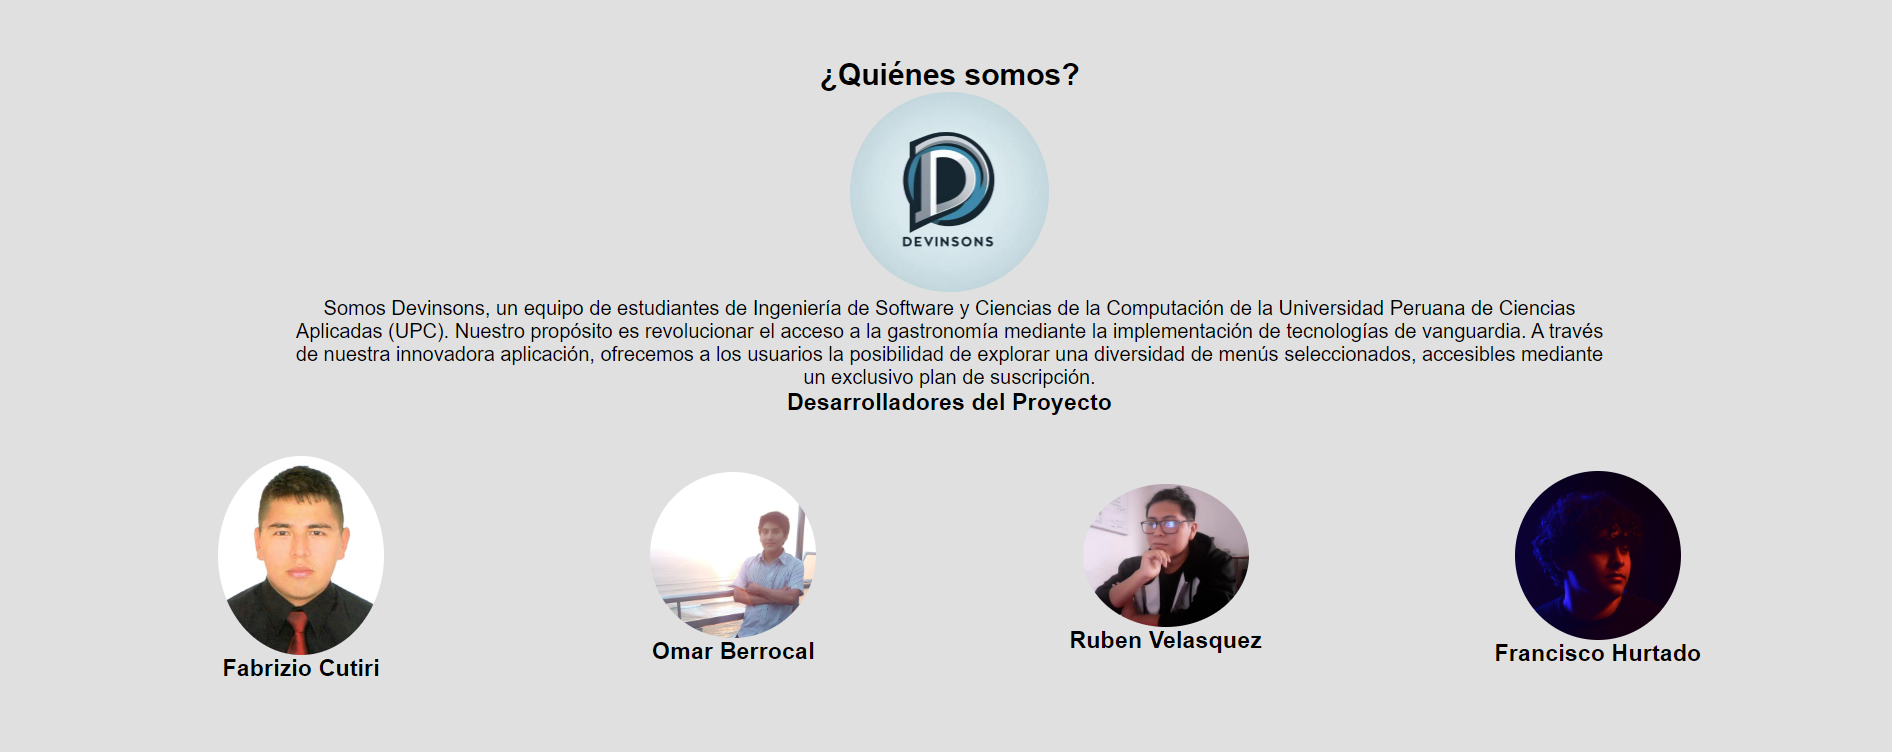 ¿Quiénes somos?
DEVINSONS
Somos Devinsons, un equipo de estudiantes de Ingeniería de Software y Ciencias de la Computación de la Universidad Peruana de Ciencias
Aplicadas (UPC). Nuestro propósito es revolucionar el acceso a la gastronomía mediante la implementación de tecnologías de vanguardia. A través
de nuestra innovadora aplicación, ofrecemos a los usuarios la posibilidad de explorar una diversidad de menús seleccionados, accesibles mediante
un exclusivo plan de suscripción.
Desarrolladores del Proyecto
Fabrizio Cutiri
Omar Berrocal
Ruben Velasquez
Francisco Hurtado